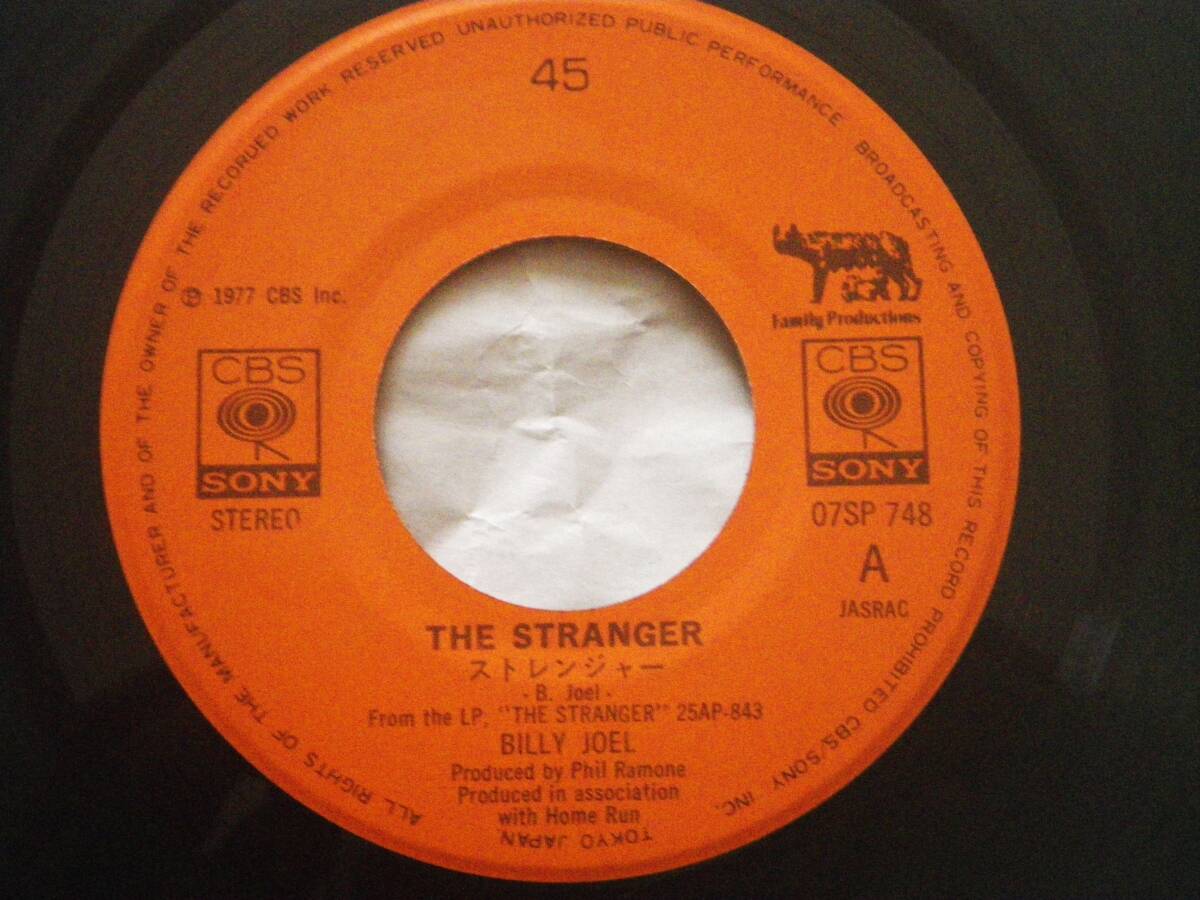 ALL RIGHTS OF THE MANUFACTURER AND OF THE OWNER OF THE RECORDED WORK RESERVED UNAUTHORIZED PUBLIC PERFORMANCE BROADCASTING AND COPYING OF THIS RECORD PROHIBITED CBS/SONY INC.
TOKYO JAPAN
45
℗ 1977 CBS Inc.
CBS
SONY
STEREO
Family Productions
CBS
SONY
07SP 748
A
JASRAC
THE STRANGER
ストレンジャー
- B. Joel -
From the LP, "THE STRANGER" 25AP-843
BILLY JOEL
Produced by Phil Ramone
Produced in association
with Home Run